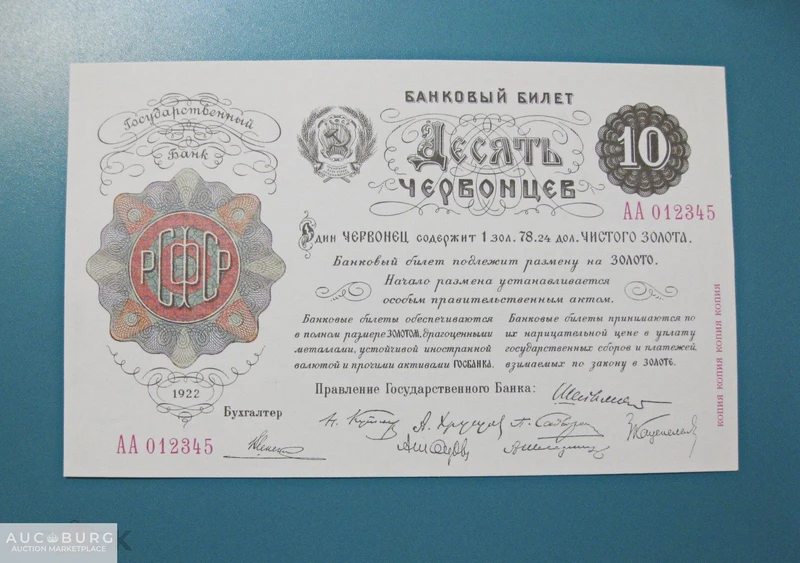 Государственный
Банк
РСФСР
1922
Бухгалтер
АА 012345
БАНКОВЫЙ БИЛЕТ
Десять
ЧЕРВОНЦЕВ
10
АА 012345
Один ЧЕРВОНЕЦ содержит 1 зол. 78.24 дол. ЧИСТОГО ЗОЛОТА.
Банковый билет подлежит размену на ЗОЛОТО.
Начало размена устанавливается
особым правительственным актом.
Банковые билеты обеспечиваются
в полном размере ЗОЛОТОМ, драгоценными
металлами, устойчивой иностранной
валютой и прочими активами ГОСБАНКА.
Банковые билеты принимаются по
их нарицательной цене в уплату
государственных сборов и платежей,
взимаемых по закону в ЗОЛОТЕ.
Правление Государственного Банка:
КОПИЯ КОПИЯ КОПИЯ КОПИЯ
AUCBURG
AUCTION MARKETPLACE